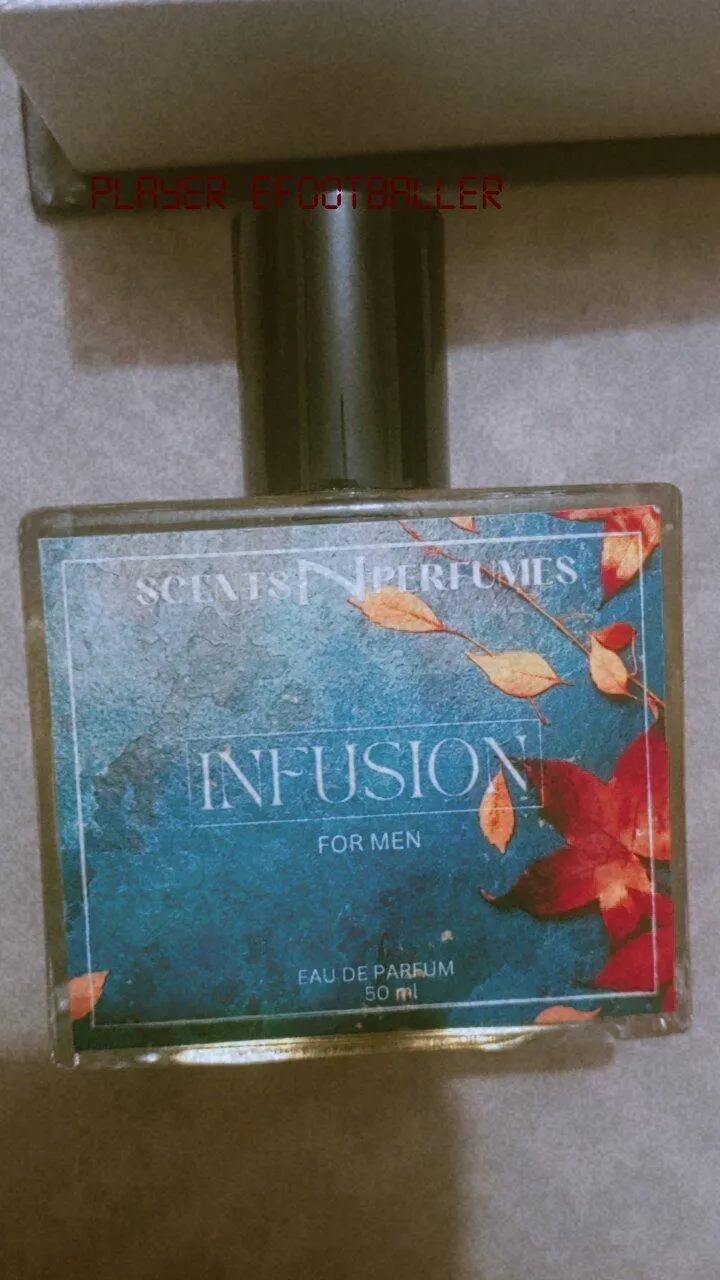 PLAYER EFOOTBALLER
SCENTS N PERFUMES
INFUSION
FOR MEN
EAU DE PARFUM
50 ml